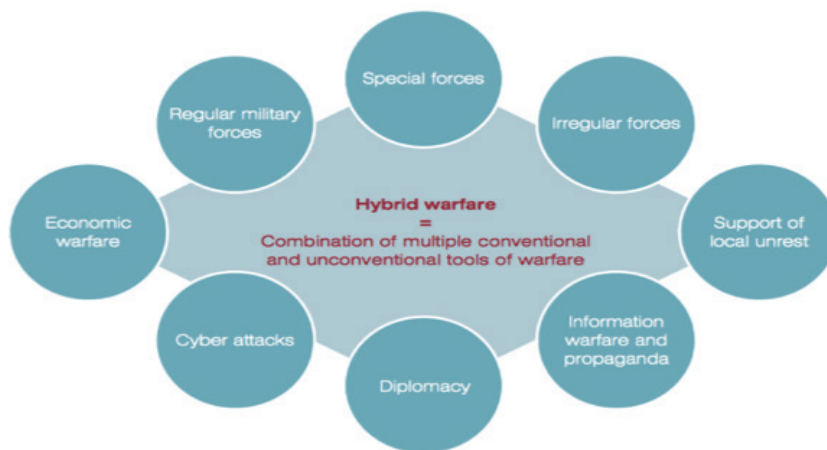 Special forces
Regular military
forces
Irregular forces
Economic
warfare
Hybrid warfare
=
Combination of multiple conventional
and unconventional tools of warfare
Support of
local unrest
Cyber attacks
Information
warfare and
propaganda
Diplomacy